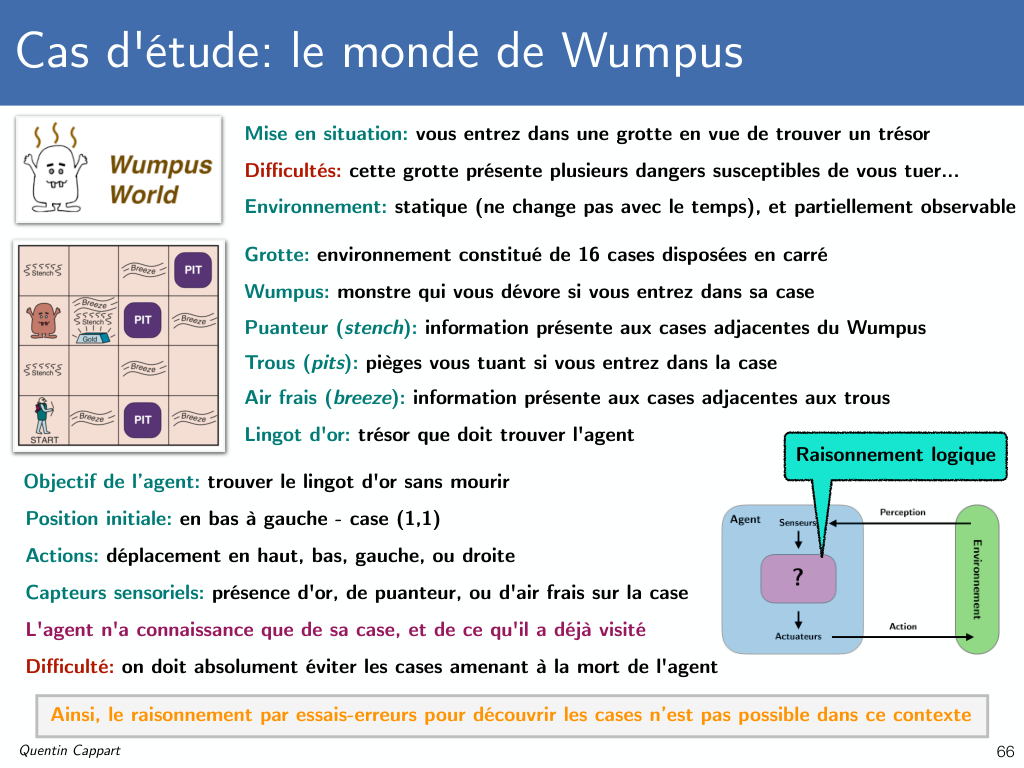 Cas d'étude: le monde de Wumpus
Wumpus
World
Mise en situation: vous entrez dans une grotte en vue de trouver un trésor
Difficultés: cette grotte présente plusieurs dangers susceptibles de vous tuer...
Environnement: statique (ne change pas avec le temps), et partiellement observable
Stench
Breeze
PIT
Breeze
Stench
Gold
PIT
Breeze
Stench
Breeze
START
Breeze
PIT
Breeze
Grotte: environnement constitué de 16 cases disposées en carré
Wumpus: monstre qui vous dévore si vous entrez dans sa case
Puanteur (stench): information présente aux cases adjacentes du Wumpus
Trous (pits): pièges vous tuant si vous entrez dans la case
Air frais (breeze): information présente aux cases adjacentes aux trous
Lingot d'or: trésor que doit trouver l'agent
Objectif de l'agent: trouver le lingot d'or sans mourir
Position initiale: en bas à gauche - case (1,1)
Actions: déplacement en haut, bas, gauche, ou droite
Capteurs sensoriels: présence d'or, de puanteur, ou d'air frais sur la case
L'agent n'a connaissance que de sa case, et de ce qu'il a déjà visité
Difficulté: on doit absolument éviter les cases amenant à la mort de l'agent
Raisonnement logique
Agent
Senseurs
Perception
?
Environnement
Actuateurs
Action
Ainsi, le raisonnement par essais-erreurs pour découvrir les cases n'est pas possible dans ce contexte
Quentin Cappart
66